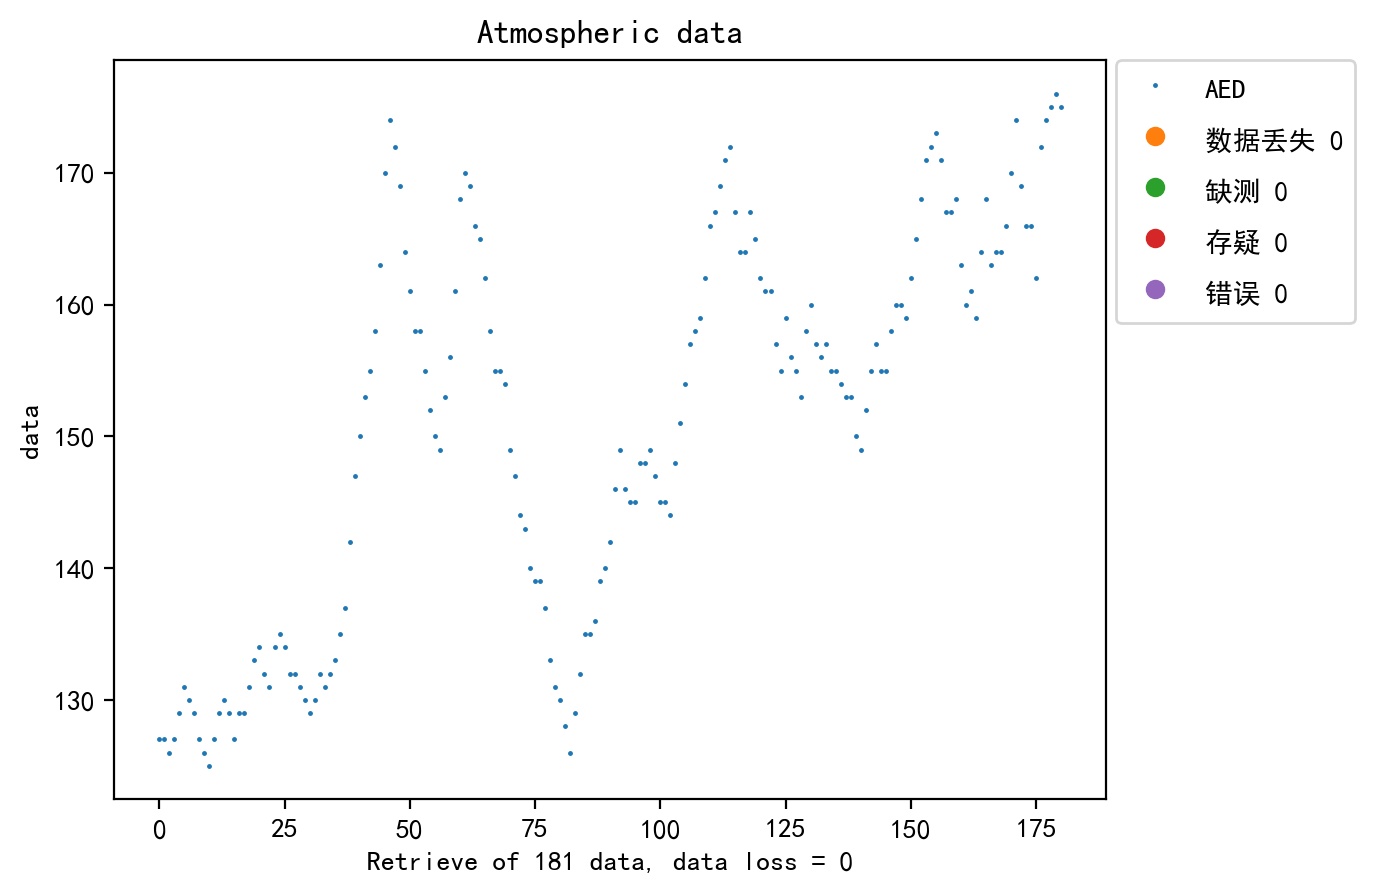 Atmospheric data
data
170
160
150
140
130
0 25 50 75 100 125 150 175
Retrieve of 181 data, data loss = 0
AED
数据丢失 0
缺测 0
存疑 0
错误 0